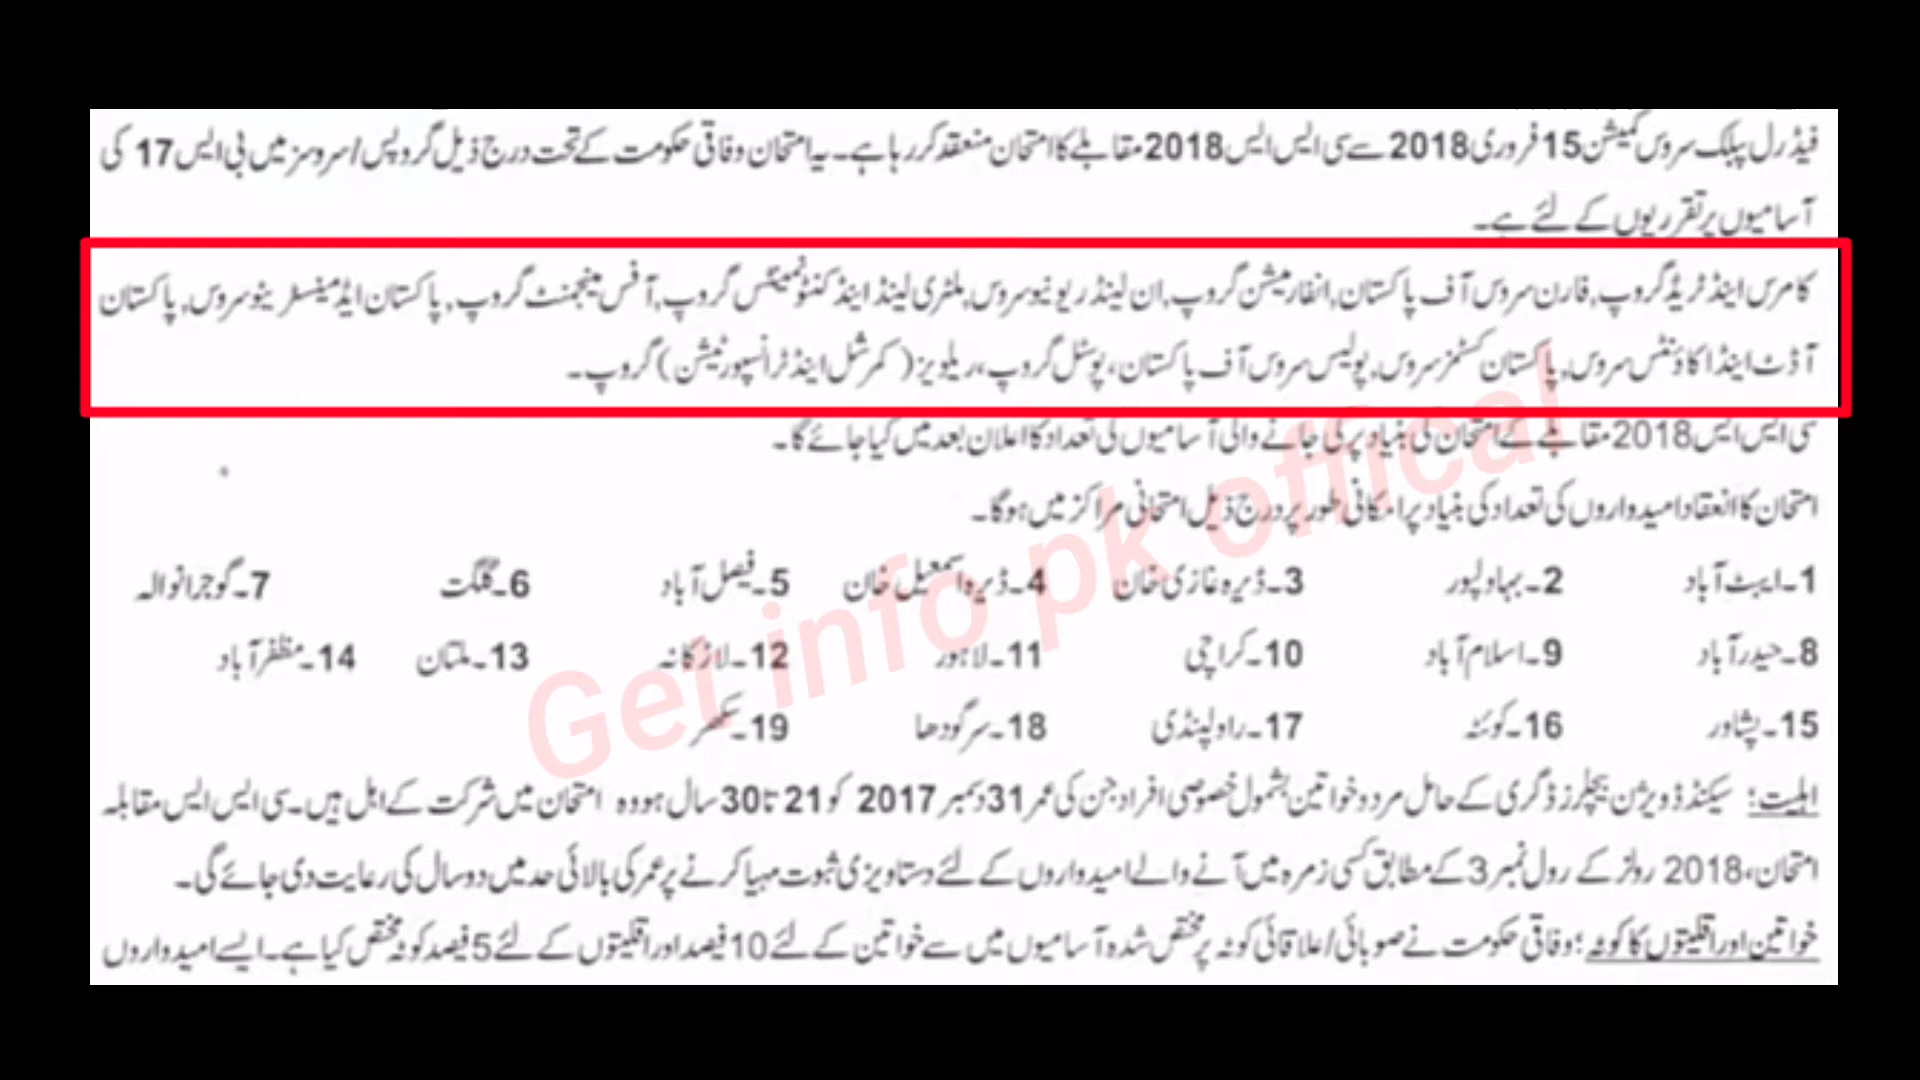 فیڈرل پبلک سروس کمیشن 15 فروری 2018 سے سی ایس ایس 2018 مقابلے کا امتحان منعقد کر رہا ہے۔ یہ امتحان وفاقی حکومت کے تحت درج ذیل گروپس/سروسز میں بی ایس 17 کی
آسامیوں پر تقرریوں کے لئے ہے۔
کامرس اینڈ ٹریڈ گروپ, فارن سروس آف پاکستان, انفارمیشن گروپ, ان لینڈ ریونیو سروس, ملٹری لینڈ اینڈ کنٹونمنٹس گروپ, آفس مینجمنٹ گروپ, پاکستان ایڈمنسٹریٹو سروس, پاکستان
آڈٹ اینڈ اکاؤنٹس سروس, پاکستان کسٹمز سروس, پولیس سروس آف پاکستان، پوسٹل گروپ، ریلویز (کمرشل اینڈ ٹرانسپورٹیشن) گروپ۔
سی ایس ایس 2018 مقابلے کے امتحان کی بنیاد پر کی جانے والی آسامیوں کی تعداد کا اعلان بعد میں کیا جائے گا۔
امتحان کا انعقاد امیدواروں کی تعداد کی بنیاد پر امکانی طور پر درج ذیل امتحانی مراکز میں ہوگا۔
1۔ ایبٹ آباد 2۔ بہاولپور 3۔ ڈیرہ غازی خان 4۔ ڈیرہ اسمٰعیل خان 5۔ فیصل آباد 6۔ گلگت 7۔ گوجرانوالہ
8۔ حیدر آباد 9۔ اسلام آباد 10۔ کراچی 11۔ لاہور 12۔ لاڑکانہ 13۔ ملتان 14۔ مظفر آباد
15۔ پشاور 16۔ کوئٹہ 17۔ راولپنڈی 18۔ سرگودھا 19۔ سکھر
اہلیت: سیکنڈ ڈویژن بیچلرز ڈگری کے حامل مرد و خواتین بشمول خصوصی افراد جن کی عمر 31 دسمبر 2017 کو 21 تا 30 سال ہو وہ امتحان میں شرکت کے اہل ہیں۔ سی ایس ایس مقابلہ
امتحان، 2018 رولز کے رول نمبر 3 کے مطابق کسی زمرہ میں آنے والے امیدواروں کے لئے دستاویزی ثبوت مہیا کرنے پر عمر کی بالائی حد میں دو سال کی رعایت دی جائے گی۔
خواتین اور اقلیتوں کا کوٹہ: وفاقی حکومت نے صوبائی/علاقائی کوٹہ پر مختص شدہ آسامیوں میں سے خواتین کے لئے 10 فیصد اور اقلیتوں کے لئے 5 فیصد کوٹہ مختص کیا ہے۔ ایسے امیدواروں
Get info pk offical